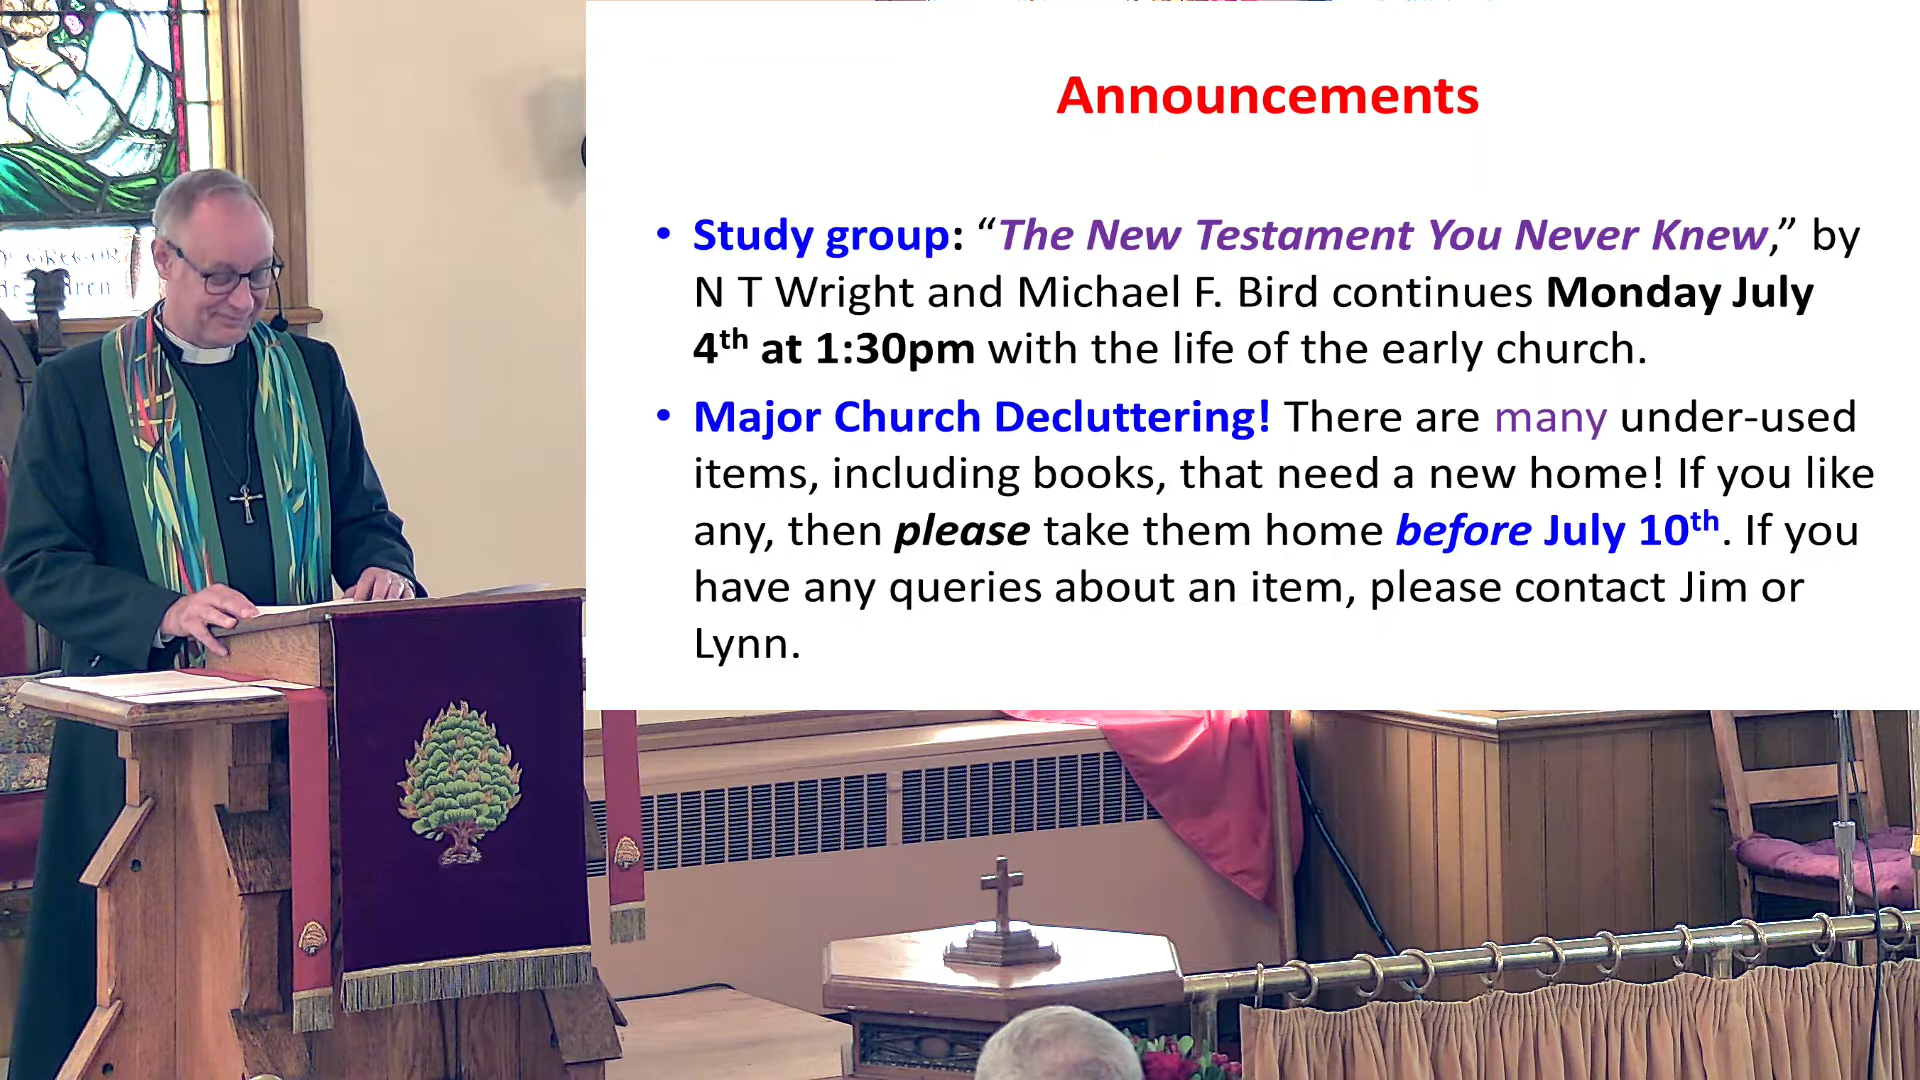 Announcements
• Study group: “The New Testament You Never Knew,” by
N T Wright and Michael F. Bird continues Monday July
4th at 1:30pm with the life of the early church.
• Major Church Decluttering! There are many under-used
items, including books, that need a new home! If you like
any, then please take them home before July 10th. If you
have any queries about an item, please contact Jim or
Lynn.